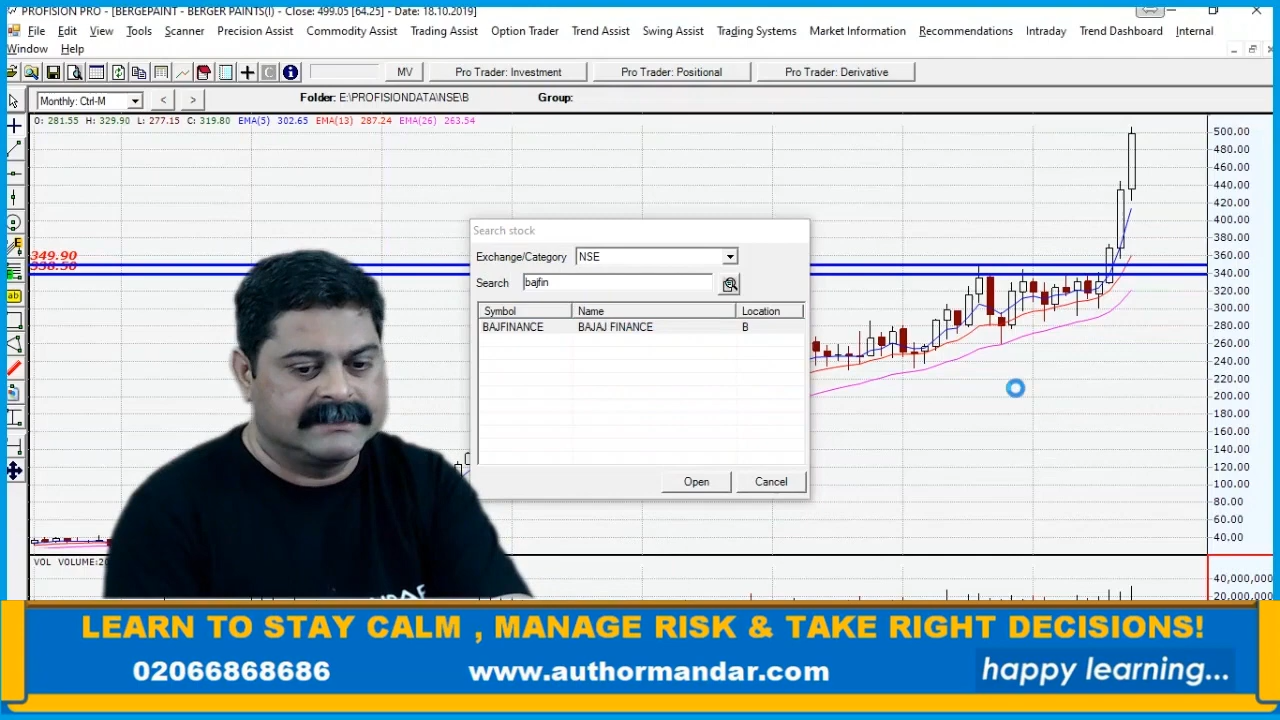 PROFISION PRO - [BERGEPAINT - BERGER PAINTS(I) - Close: 499.05 [64.25] - Date: 18.10.2019]
File Edit View Tools Scanner Precision Assist Commodity Assist Trading Assist Option Trader Trend Assist Swing Assist Trading Systems Market Information Recommendations Intraday Trend Dashboard Internal
Window Help
MV Pro Trader: Investment Pro Trader: Positional Pro Trader: Derivative
Monthly: Ctrl-M < > Folder: E:\PROFISIONDATA\NSE\B Group:
O: 281.55 H: 329.90 L: 277.15 C: 319.80 EMA(5) 302.65 EMA(13) 287.24 EMA(26) 263.54
500.00
480.00
460.00
440.00
420.00
400.00
380.00
360.00
340.00
320.00
300.00
280.00
260.00
240.00
220.00
200.00
180.00
160.00
140.00
120.00
100.00
80.00
60.00
40.00
349.90
338.50
Search stock
Exchange/Category NSE
Search bajfin
Symbol Name Location
BAJFINANCE BAJAJ FINANCE B
Open Cancel
VOL VOLUME:20
40,000,000
20,000,000
LEARN TO STAY CALM , MANAGE RISK & TAKE RIGHT DECISIONS!
02066868686 www.authormandar.com happy learning...